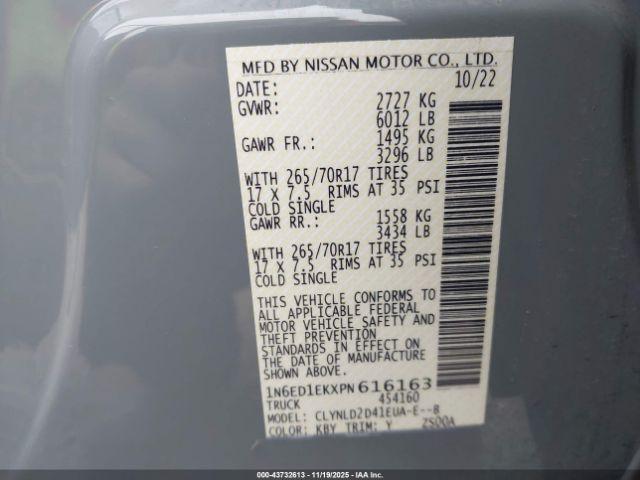 MFD BY NISSAN MOTOR CO., LTD.
DATE: 10/22
GVWR: 2727 KG
6012 LB
GAWR FR.: 1495 KG
3296 LB
WITH 265/70R17 TIRES
17 X 7.5 RIMS AT 35 PSI
COLD SINGLE
GAWR RR.: 1558 KG
3434 LB
WITH 265/70R17 TIRES
17 X 7.5 RIMS AT 35 PSI
COLD SINGLE
THIS VEHICLE CONFORMS TO
ALL APPLICABLE FEDERAL
MOTOR VEHICLE SAFETY AND
THEFT PREVENTION
STANDARDS IN EFFECT ON
THE DATE OF MANUFACTURE
SHOWN ABOVE.
1N6ED1EKXPN616163
TRUCK 454160
MODEL: CLYNLD2D41EUA-E--B
COLOR: KBY TRIM: Y ZS00A
000-43732613 | 11/19/2025 | IAAI.COM